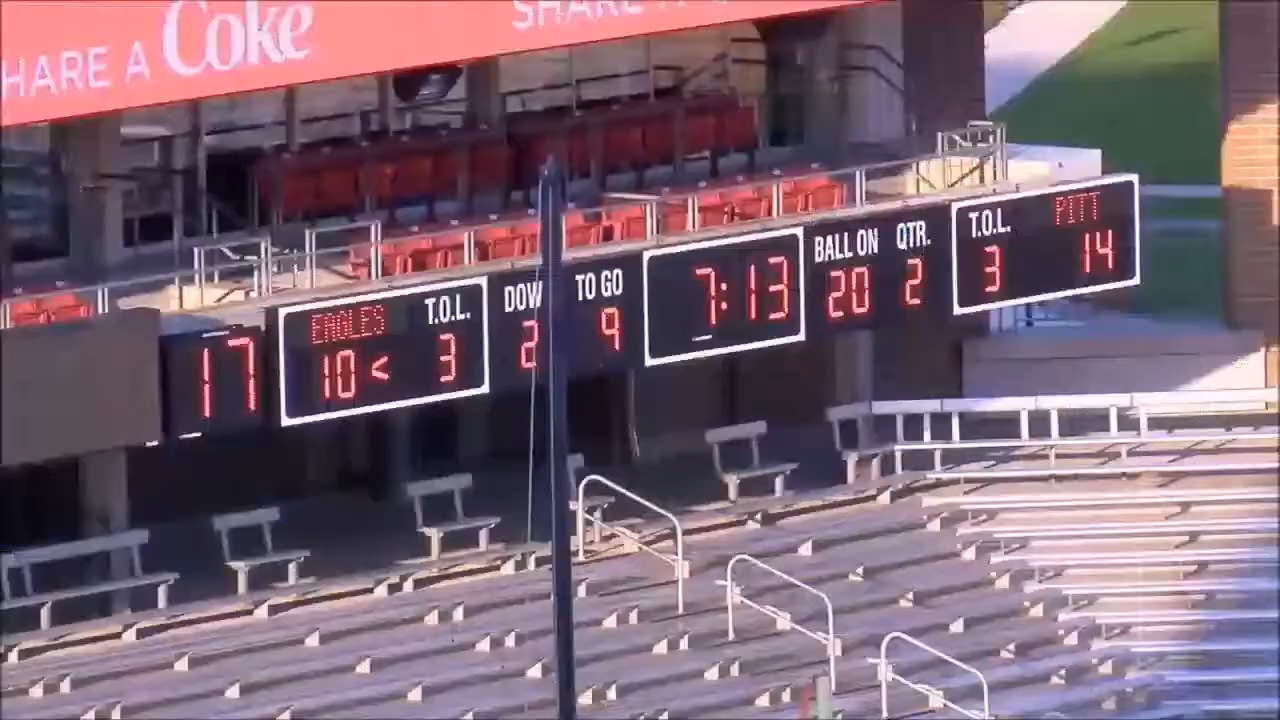 SHARE A
HARE A Coke
17
EAGLES T.O.L.
10 < 3
DOWN TO GO
2 9
7:13
BALL ON QTR.
20 2
T.O.L. PITT
3 14